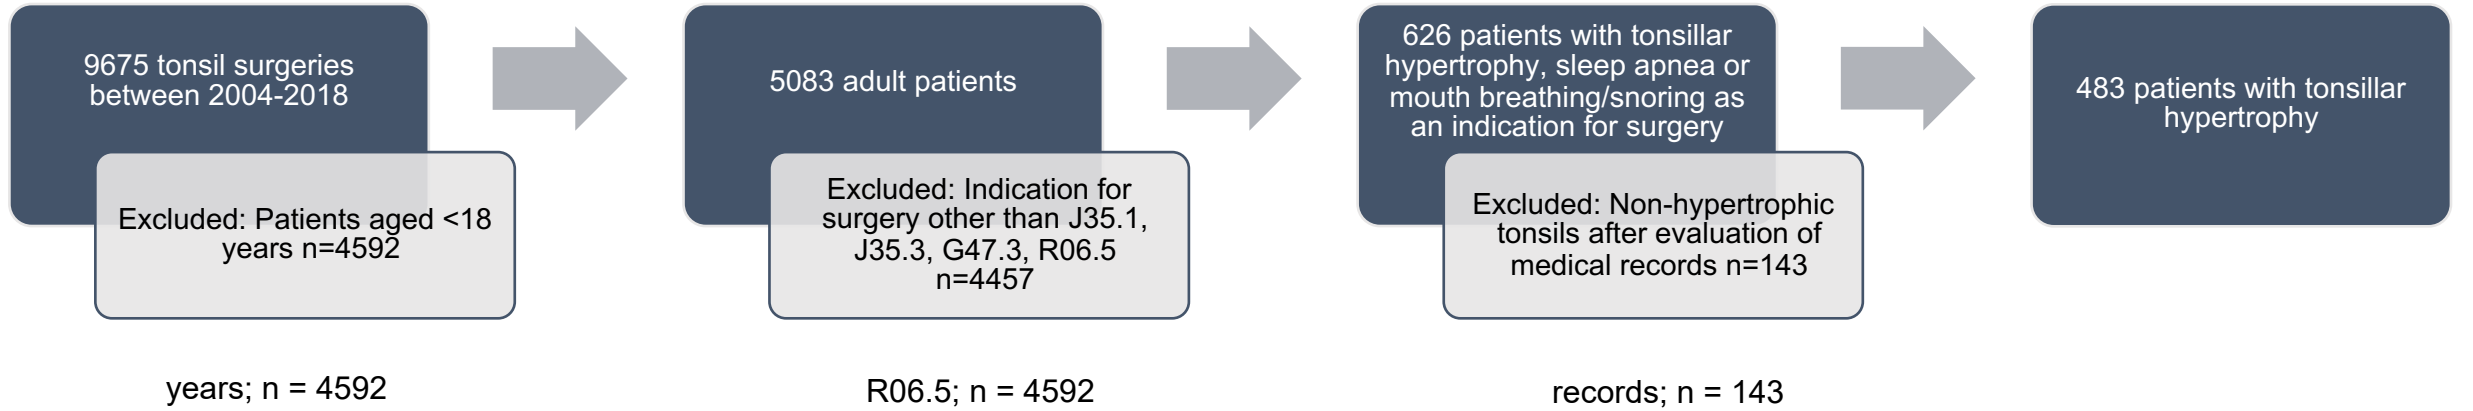 9675 tonsil surgeries
between 2004-2018
Excluded: Patients aged <18
years n=4592
5083 adult patients
Excluded: Indication for
surgery other than J35.1,
J35.3, G47.3, R06.5
n=4457
626 patients with tonsillar
hypertrophy, sleep apnea or
mouth breathing/snoring as
an indication for surgery
Excluded: Non-hypertrophic
tonsils after evaluation of
medical records n=143
483 patients with tonsillar
hypertrophy
years; n = 4592
R06.5; n = 4592
records; n = 143